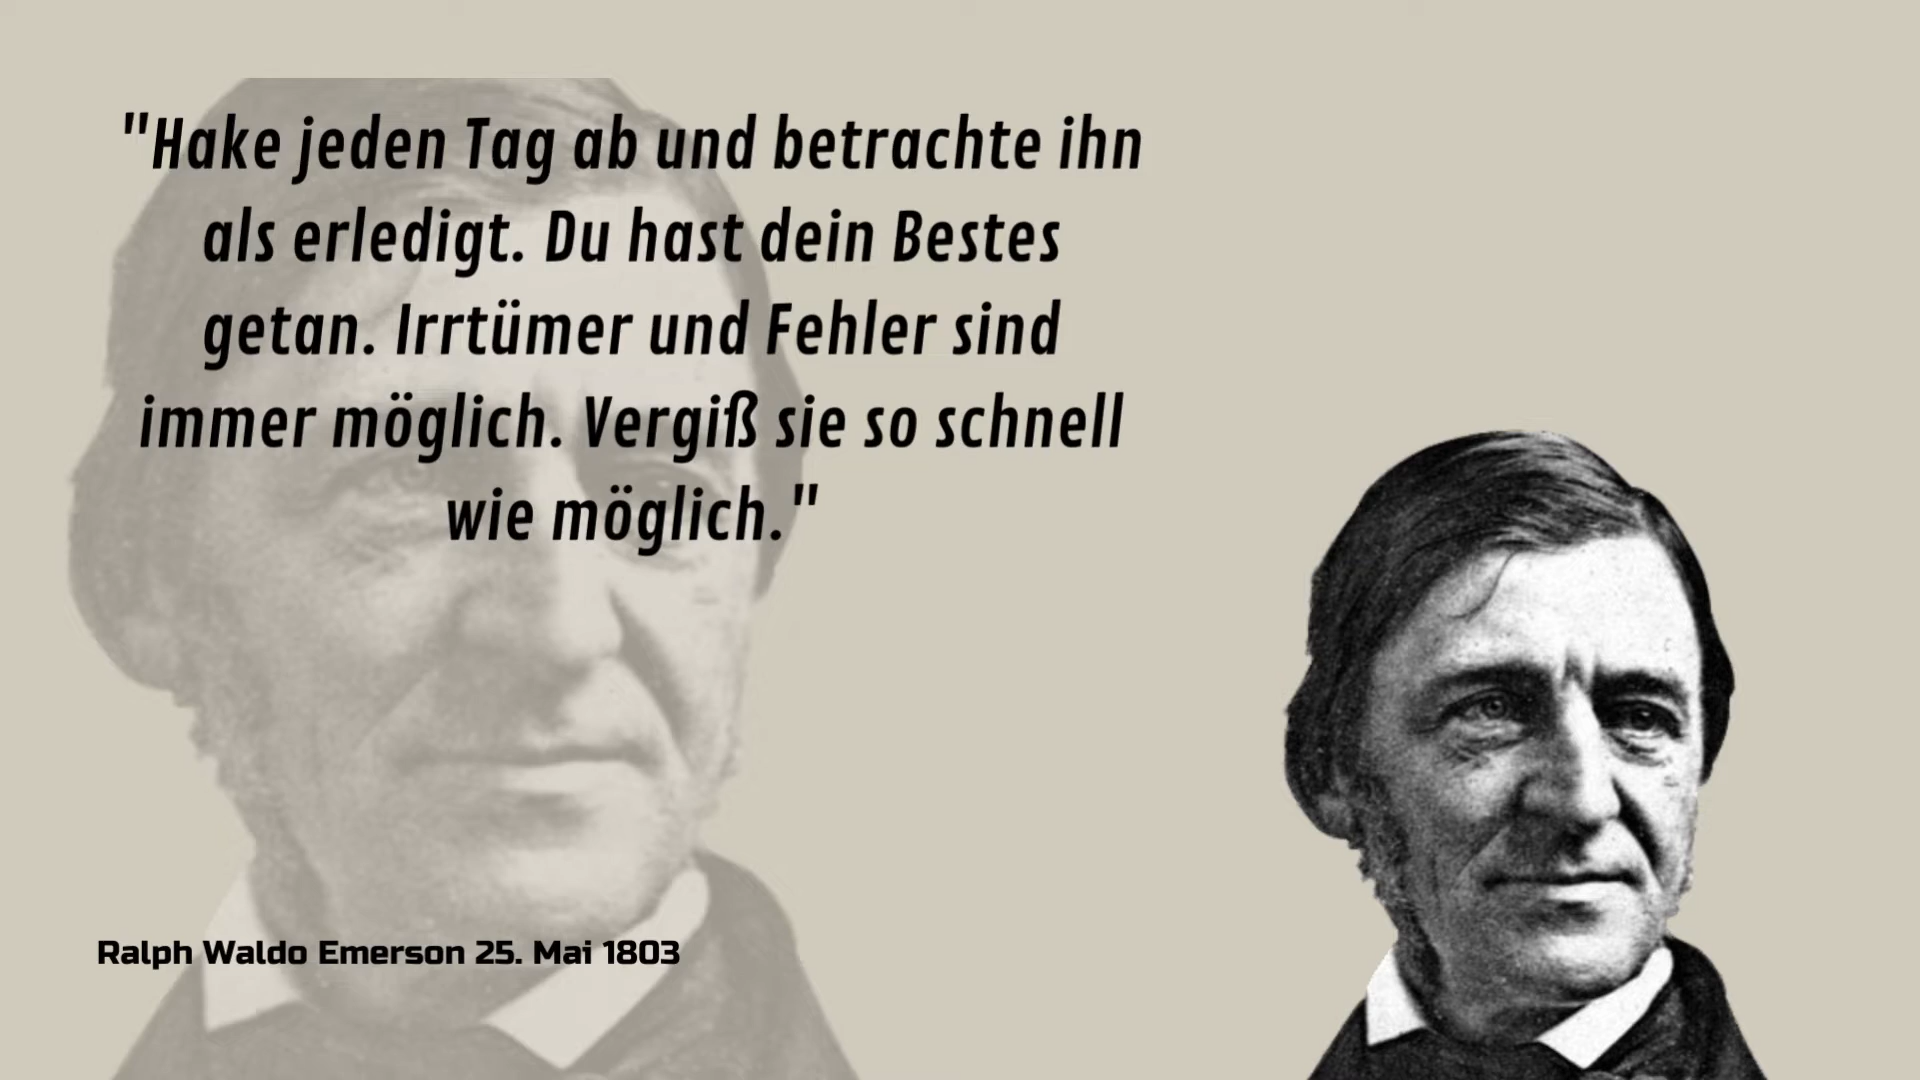 "Hake jeden Tag ab und betrachte ihn
als erledigt. Du hast dein Bestes
getan. Irrtümer und Fehler sind
immer möglich. Vergiß sie so schnell
wie möglich."
Ralph Waldo Emerson 25. Mai 1803